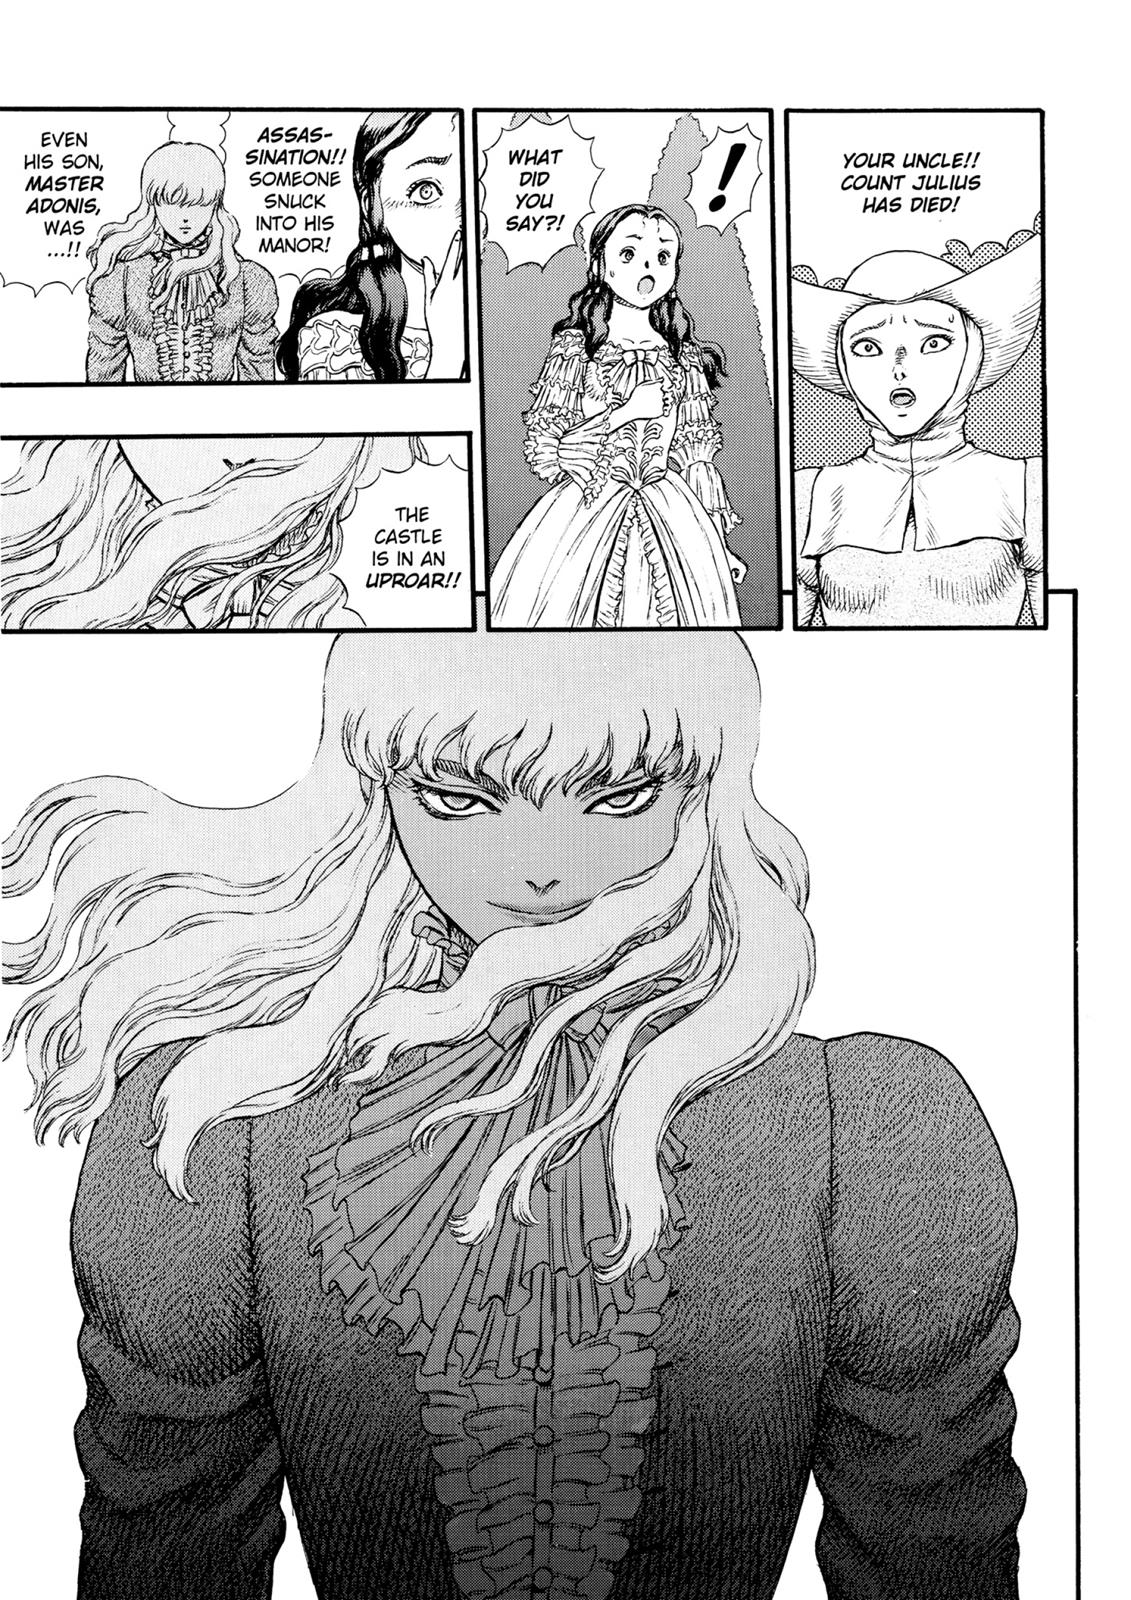 YOUR UNCLE!!
COUNT JULIUS
HAS DIED!
!
WHAT
DID
YOU
SAY?!
ASSAS-
SINATION!!
SOMEONE
SNUCK
INTO HIS
MANOR!
EVEN
HIS SON,
MASTER
ADONIS,
WAS
...!!
THE
CASTLE
IS IN AN
UPROAR!!